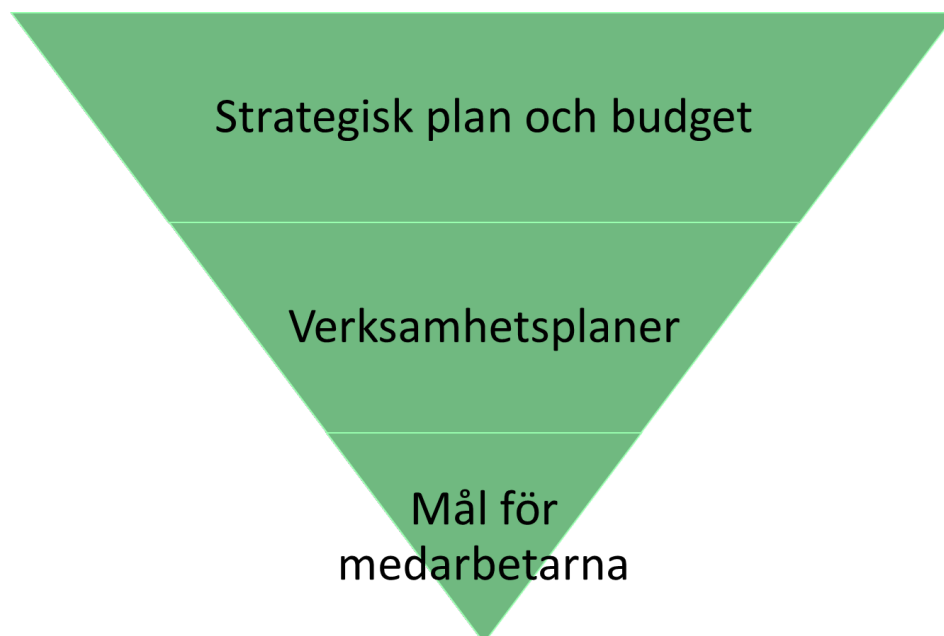 Strategisk plan och budget
Verksamhetsplaner
Mål för
medarbetarna